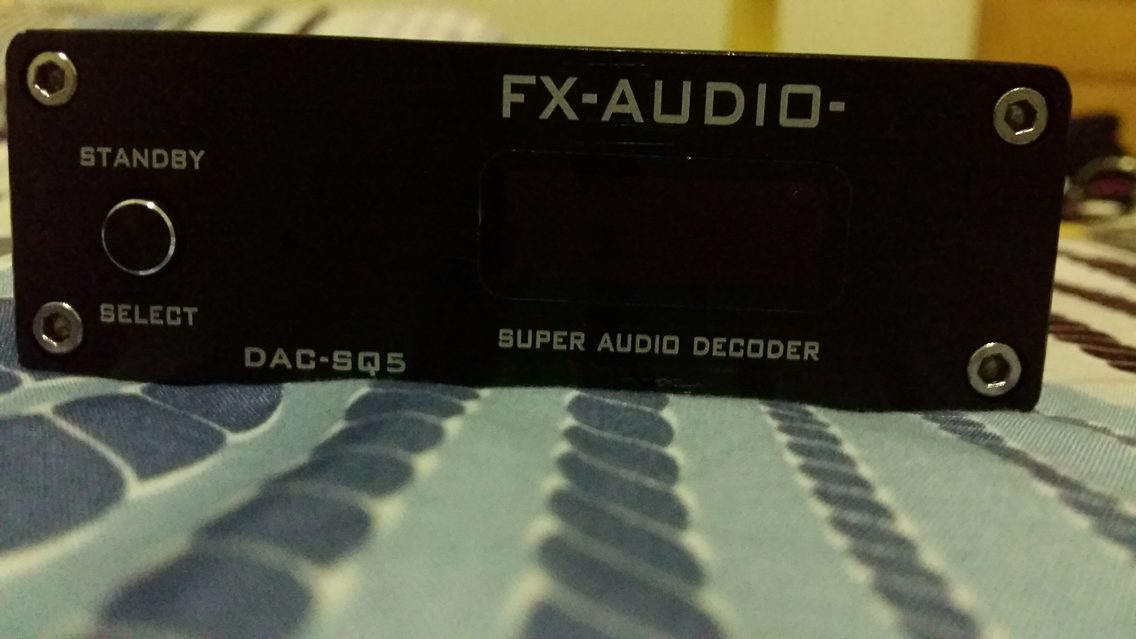 FX-AUDIO-
STANDBY
SELECT
SUPER AUDIO DECODER
DAC-SQ5